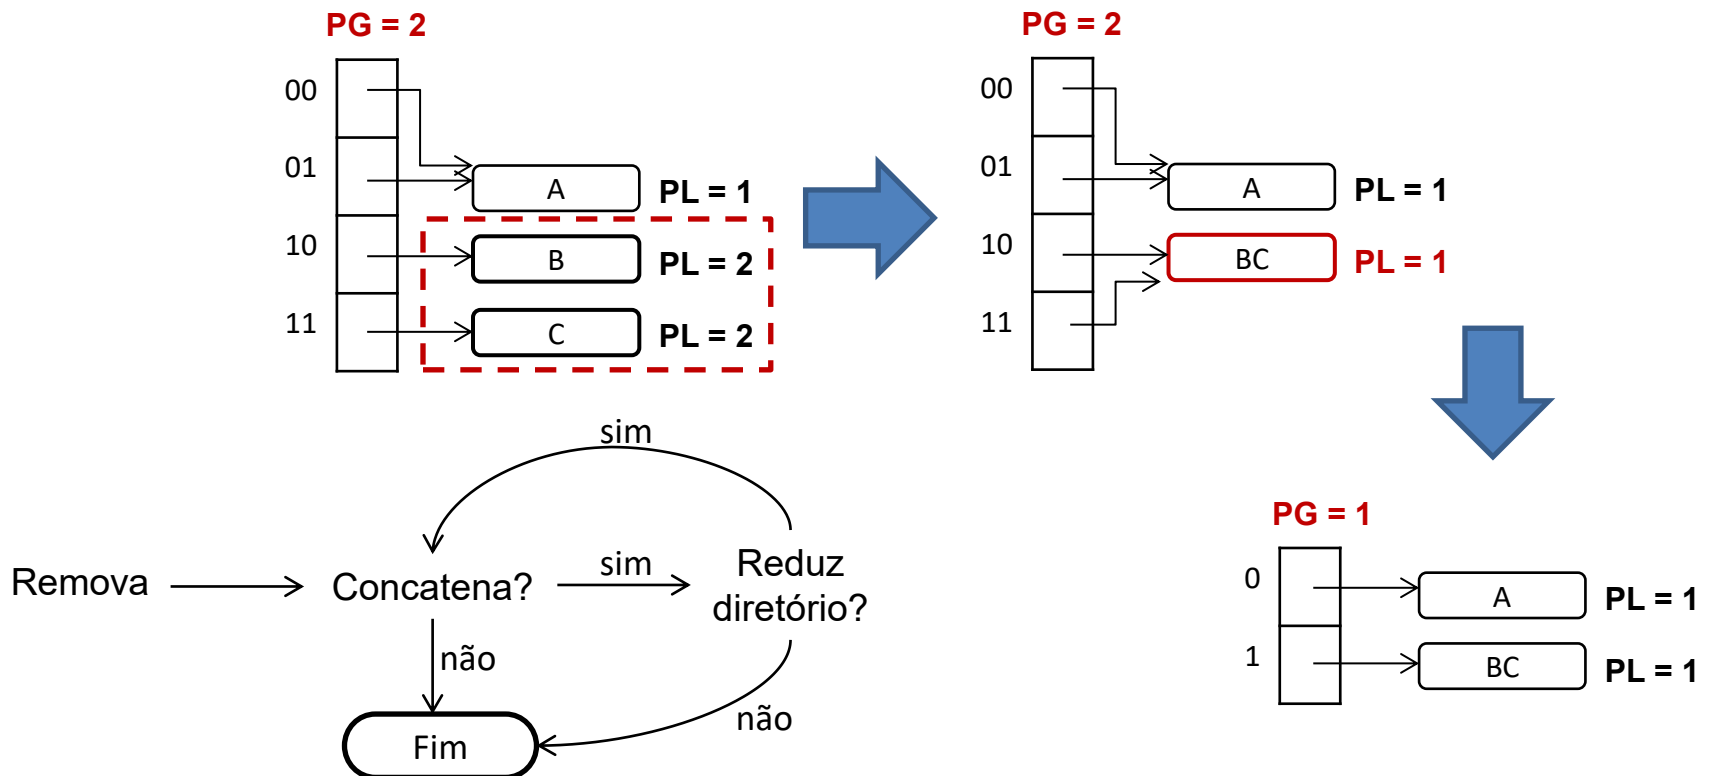 PG = 2
00
01
A
PL = 1
10
B
PL = 2
11
C
PL = 2
PG = 2
00
01
A
PL = 1
10
BC
PL = 1
11
sim
Remova
Concatena?
sim
Reduz
diretório?
não
não
Fim
PG = 1
0
A
PL = 1
1
BC
PL = 1